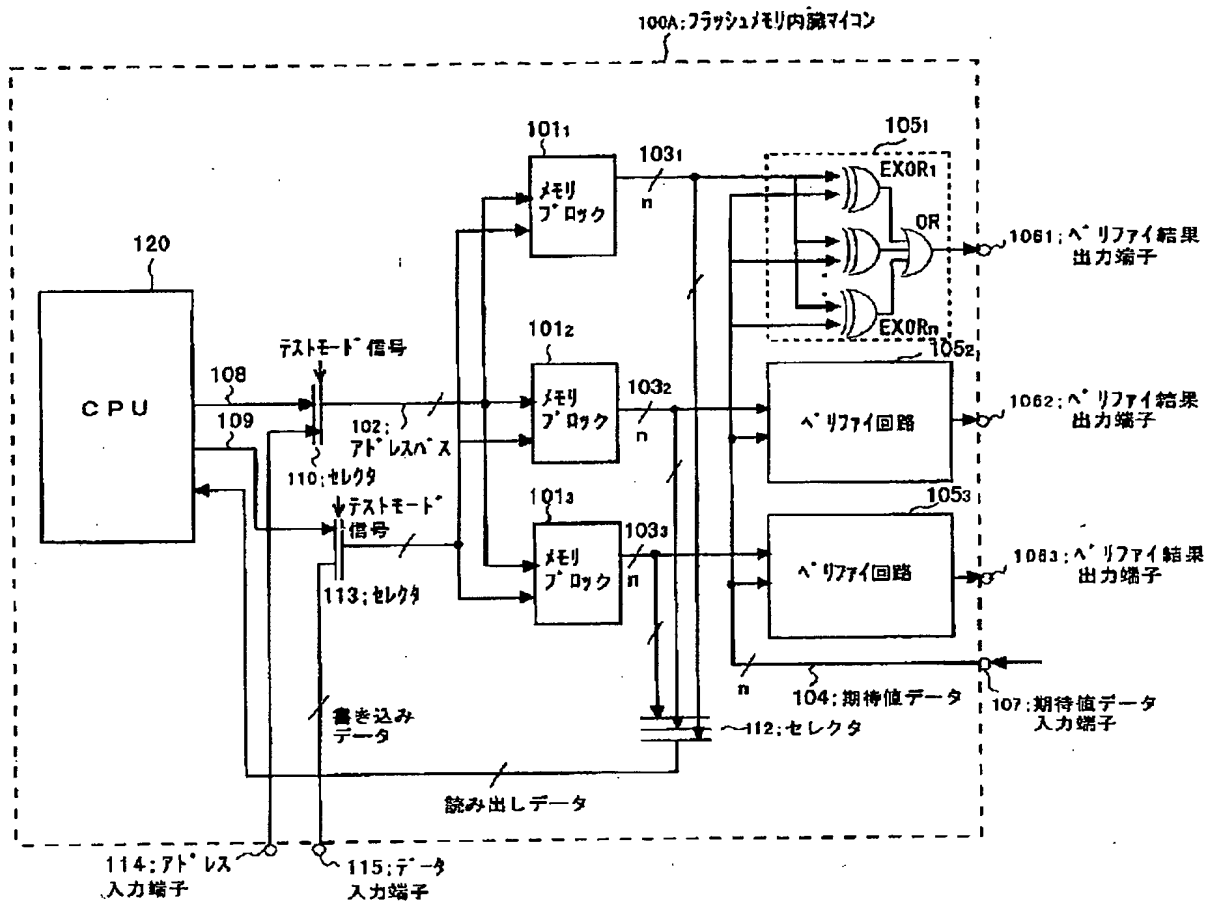 100A:フラッシュメモリ内臓マイコン
101₁
メモリ
ブロック
103₁
n
105₁
EXOR₁
OR
EXORn
106₁:ベリファイ結果
出力端子
120
CPU
108
109
テストモード信号
110:セレクタ
102:
アドレスバス
テストモード
信号
113:セレクタ
101₂
メモリ
ブロック
103₂
n
105₂
ベリファイ回路
106₂:ベリファイ結果
出力端子
101₃
メモリ
ブロック
103₃
n
105₃
ベリファイ回路
106₃:ベリファイ結果
出力端子
n
104:期待値データ
107:期待値データ
入力端子
112:セレクタ
書き込み
データ
読み出しデータ
114:アドレス
入力端子
115:データ
入力端子